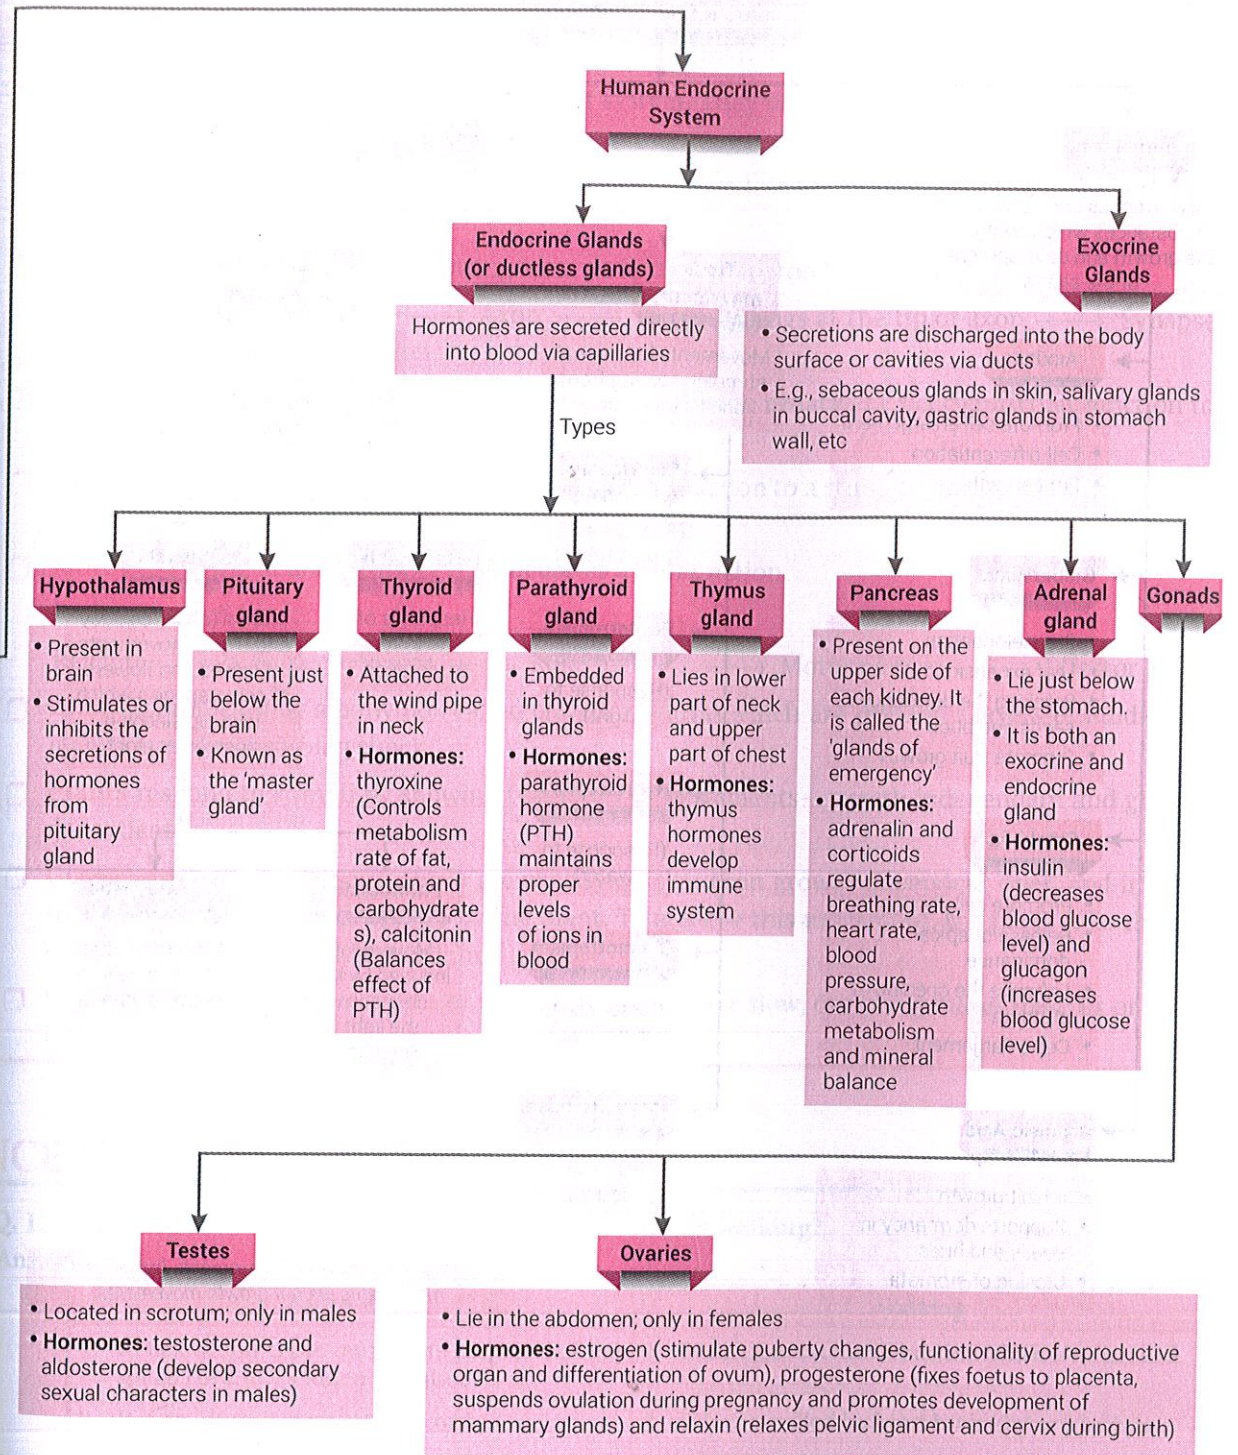 Human Endocrine
System
Endocrine Glands
(or ductless glands)
Hormones are secreted directly
into blood via capillaries
Exocrine
Glands
• Secretions are discharged into the body
surface or cavities via ducts
• E.g., sebaceous glands in skin, salivary glands
in buccal cavity, gastric glands in stomach
wall, etc
Types
Hypothalamus
• Present in
brain
• Stimulates or
inhibits the
secretions of
hormones
from
pituitary
gland
Pituitary
gland
• Present just
below the
brain
• Known as
the 'master
gland'
Thyroid
gland
• Attached to
the wind pipe
in neck
• Hormones:
thyroxine
(Controls
metabolism
rate of fat,
protein and
carbohydrate
s), calcitonin
(Balances
effect of
PTH)
Parathyroid
gland
• Embedded
in thyroid
glands
• Hormones:
parathyroid
hormone
(PTH)
maintains
proper
levels
of ions in
blood
Thymus
gland
• Lies in lower
part of neck
and upper
part of chest
• Hormones:
thymus
hormones
develop
immune
system
Pancreas
• Present on the
upper side of
each kidney. It
is called the
'glands of
emergency'
• Hormones:
adrenalin and
corticoids
regulate
breathing rate,
heart rate,
blood
pressure,
carbohydrate
metabolism
and mineral
balance
Adrenal
gland
• Lie just below
the stomach.
• It is both an
exocrine and
endocrine
gland
• Hormones:
insulin
(decreases
blood glucose
level) and
glucagon
(increases
blood glucose
level)
Gonads
Testes
• Located in scrotum; only in males
• Hormones: testosterone and
aldosterone (develop secondary
sexual characters in males)
Ovaries
• Lie in the abdomen; only in females
• Hormones: estrogen (stimulate puberty changes, functionality of reproductive
organ and differentiation of ovum), progesterone (fixes foetus to placenta,
suspends ovulation during pregnancy and promotes development of
mammary glands) and relaxin (relaxes pelvic ligament and cervix during birth)